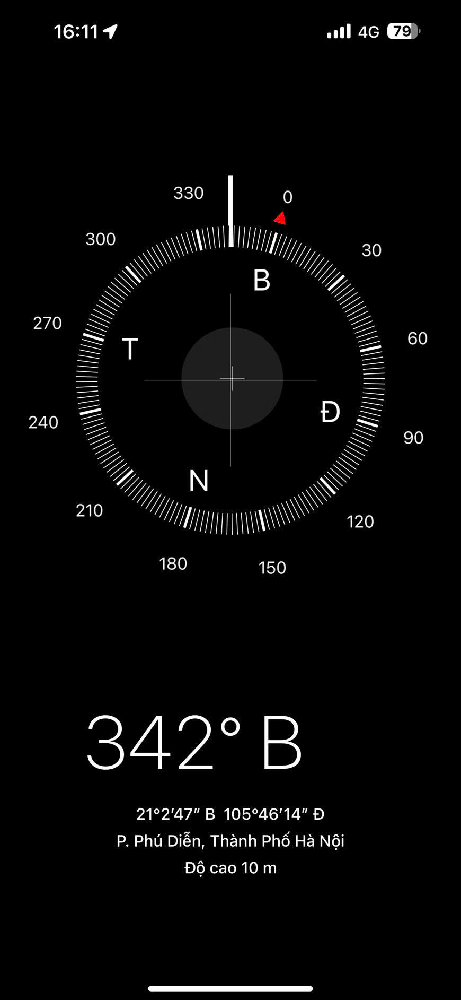 16:11 4G 79
330 0
300 30
B
270 T 60
Đ
240 90
N
210 120
180 150
342° B
21°2′47″ B 105°46′14″ Đ
P. Phú Diễn, Thành Phố Hà Nội
Độ cao 10 m